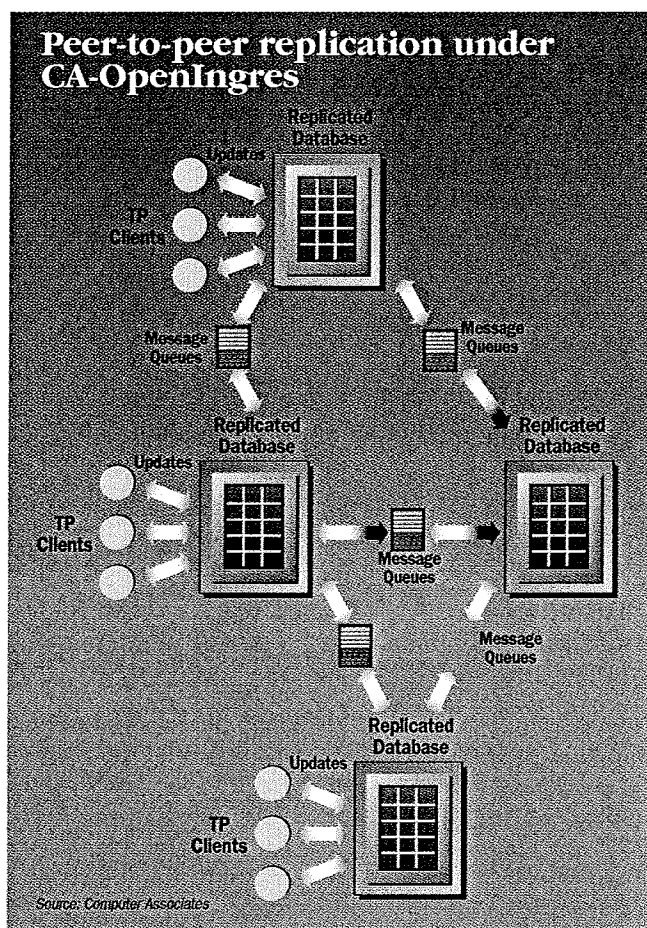 Peer-to-peer replication under
CA-OpenIngres
Replicated
Database
Updates
TP
Clients
Message
Queues
Message
Queues
Replicated
Database
Replicated
Database
Updates
TP
Clients
Message
Queues
Message
Queues
Replicated
Database
Updates
TP
Clients
Source: Computer Associates